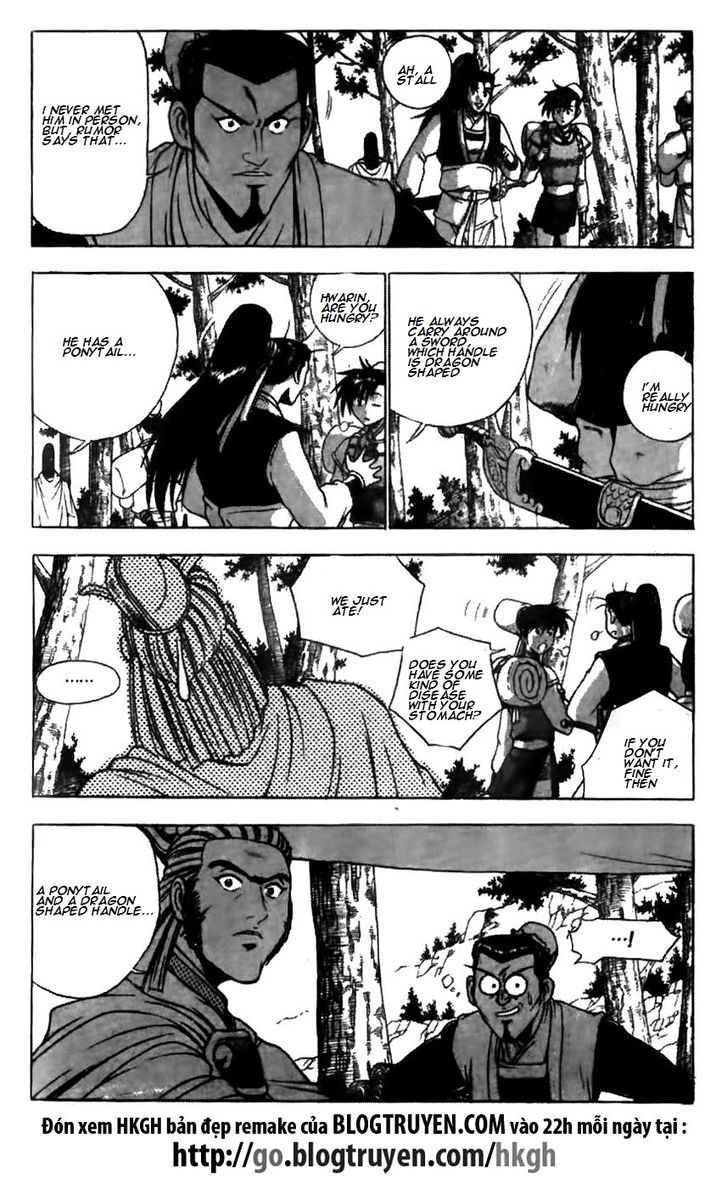 I NEVER MET
HIM IN PERSON,
BUT, RUMOR
SAYS THAT...
AH, A
STALL
HE HAS A
PONYTAIL...
HWARIN,
ARE YOU
HUNGRY?
HE ALWAYS
CARRY AROUND
A SWORD,
WHICH HANDLE
IS DRAGON
SHAPED
I'M
REALLY
HUNGRY
......
WE JUST
ATE!
DOES YOU
HAVE SOME
KIND OF
DISEASE
WITH YOUR
STOMACH?
IF YOU
DON'T
WANT IT,
FINE
THEN
A PONYTAIL
AND A DRAGON
SHAPED HANDLE...
...!
Đón xem HKGH bản đẹp remake của BLOGTRUYEN.COM vào 22h mỗi ngày tại :
http://go.blogtruyen.com/hkgh